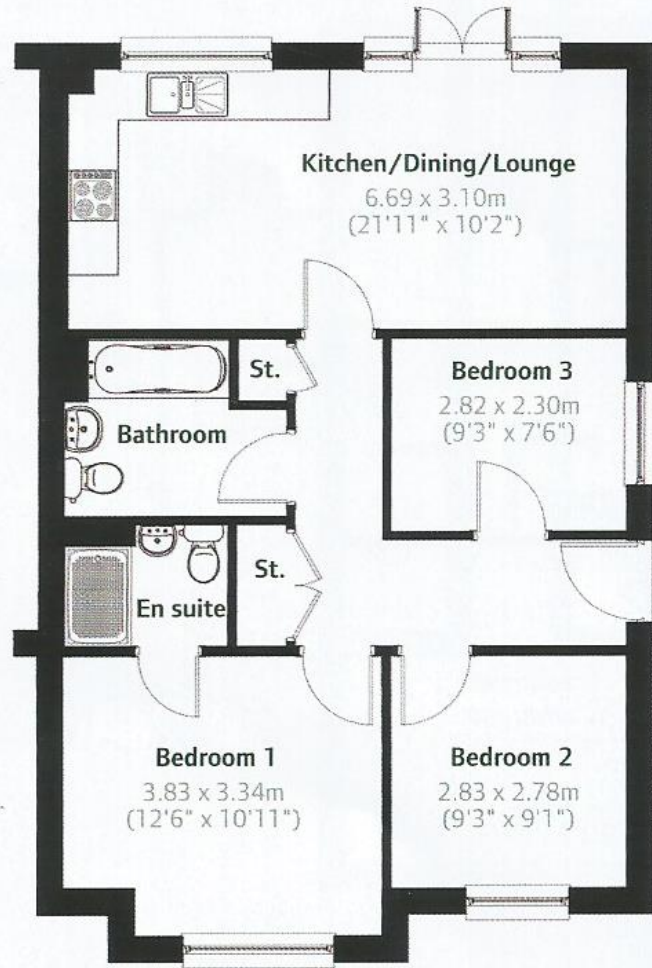 Kitchen/Dining/Lounge
6.69 x 3.10m
(21'11" x 10'2")
St.
Bedroom 3
2.82 x 2.30m
(9'3" x 7'6")
Bathroom
St.
En suite
Bedroom 1
3.83 x 3.34m
(12'6" x 10'11")
Bedroom 2
2.83 x 2.78m
(9'3" x 9'1")